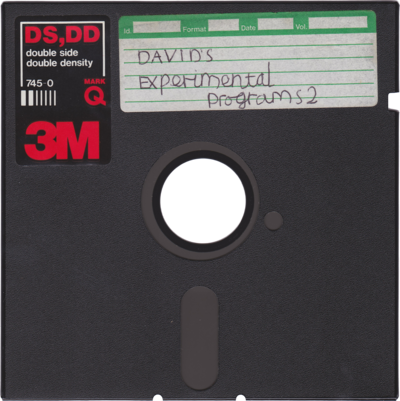 DS,DD
double side
double density
745-0
MARK
Q
3M
Id.
Format
Date
Vol.
DAVID'S
Experimental
Programs 2